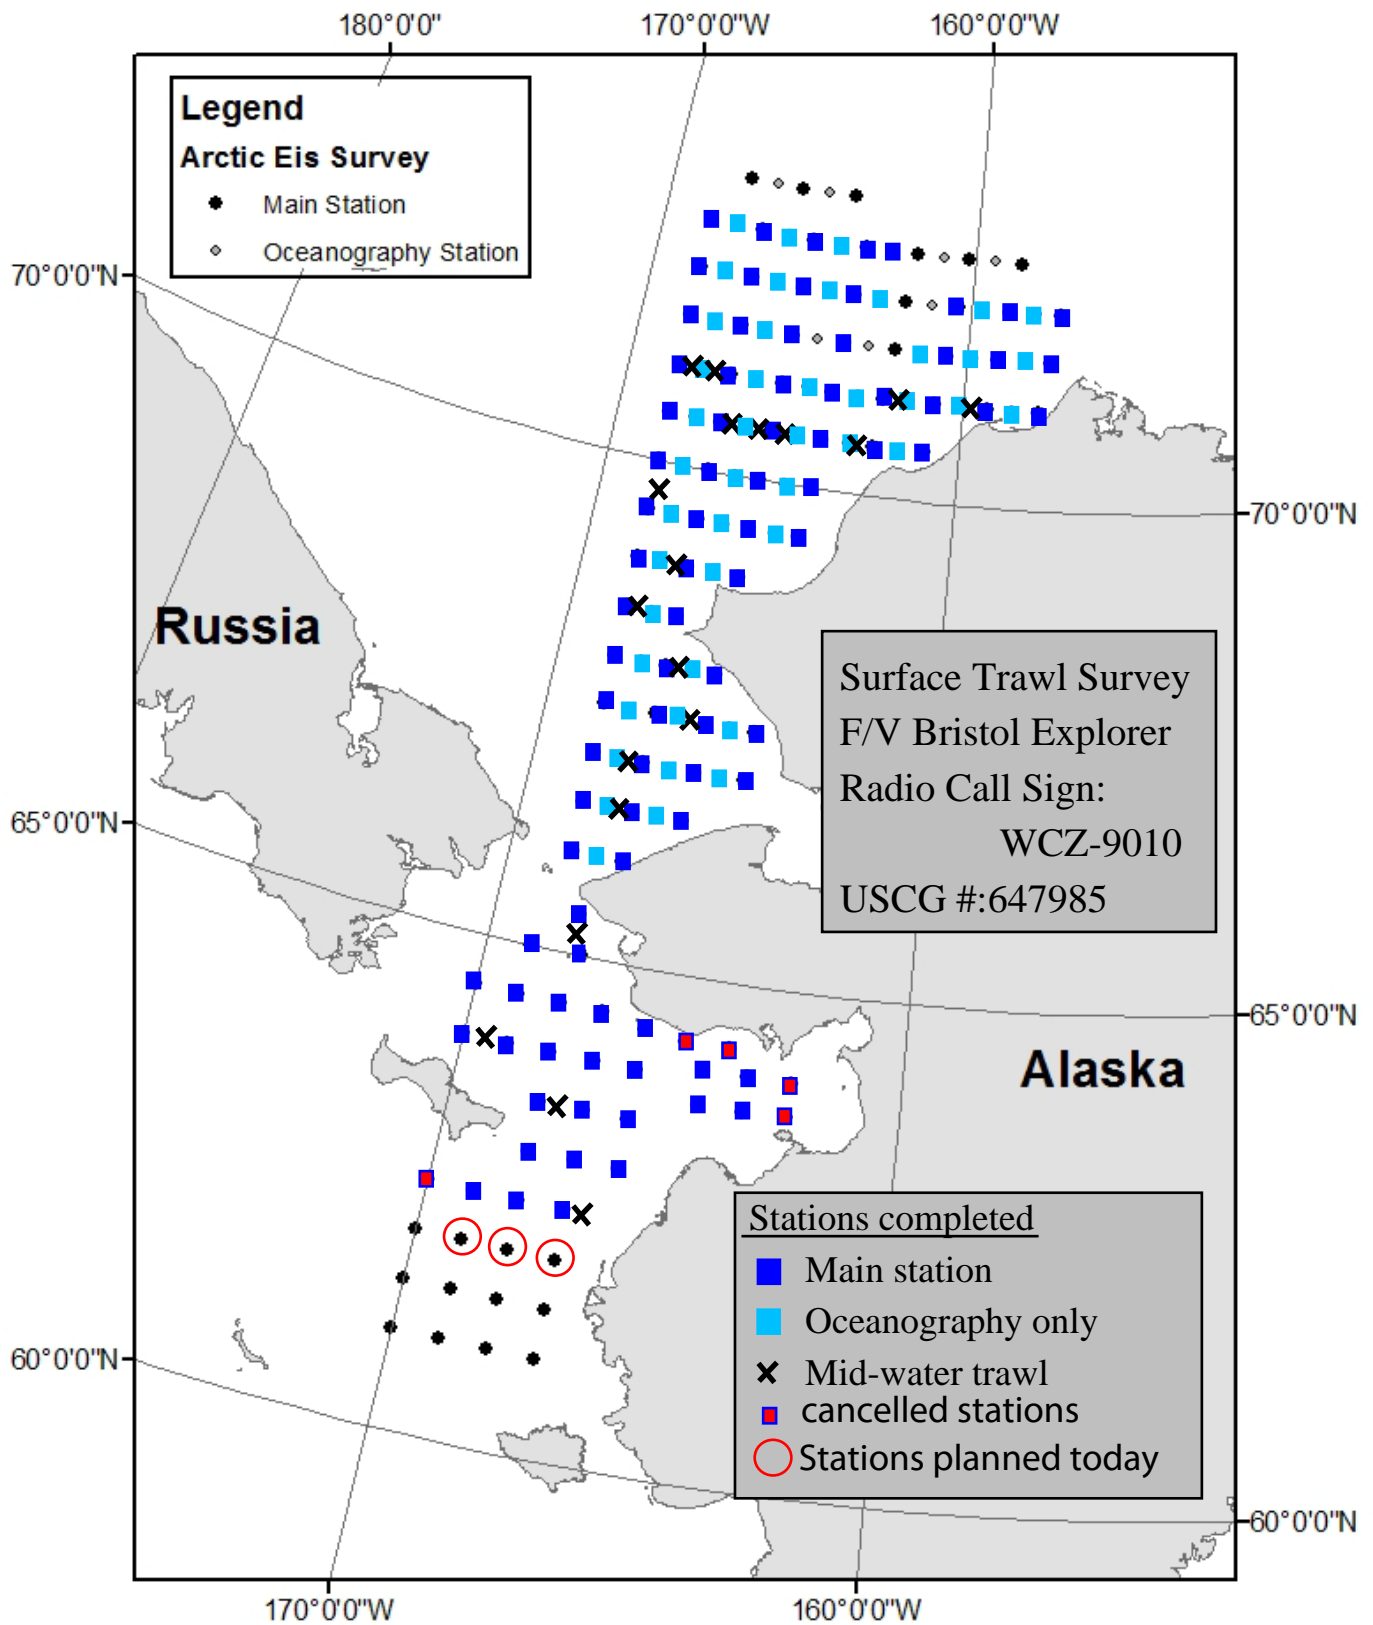 180°0'0"
170°0'0"W
160°0'0"W
Legend
Arctic Eis Survey
Main Station
Oceanography Station
70°0'0"N
70°0'0"N
Russia
Surface Trawl Survey
F/V Bristol Explorer
Radio Call Sign:
WCZ-9010
USCG #:647985
65°0'0"N
65°0'0"N
Alaska
Stations completed
Main station
Oceanography only
Mid-water trawl
cancelled stations
Stations planned today
60°0'0"N
60°0'0"N
170°0'0"W
160°0'0"W